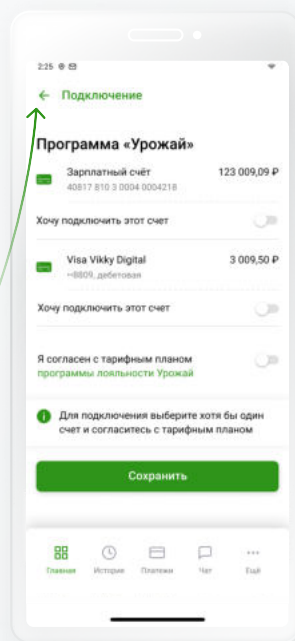 2:25
Подключение
Программа «Урожай»
Зарплатный счёт 123 009,09 ₽
40817 810 3 0004 0004218
Хочу подключить этот счет
Visa Vikky Digital 3 009,50 ₽
••8809, дебетовая
Хочу подключить этот счет
Я согласен с тарифным планом
программы лояльности Урожай
Для подключения выберите хотя бы один
счет и согласитесь с тарифным планом
Сохранить
Главная История Платежи Чат Ещё